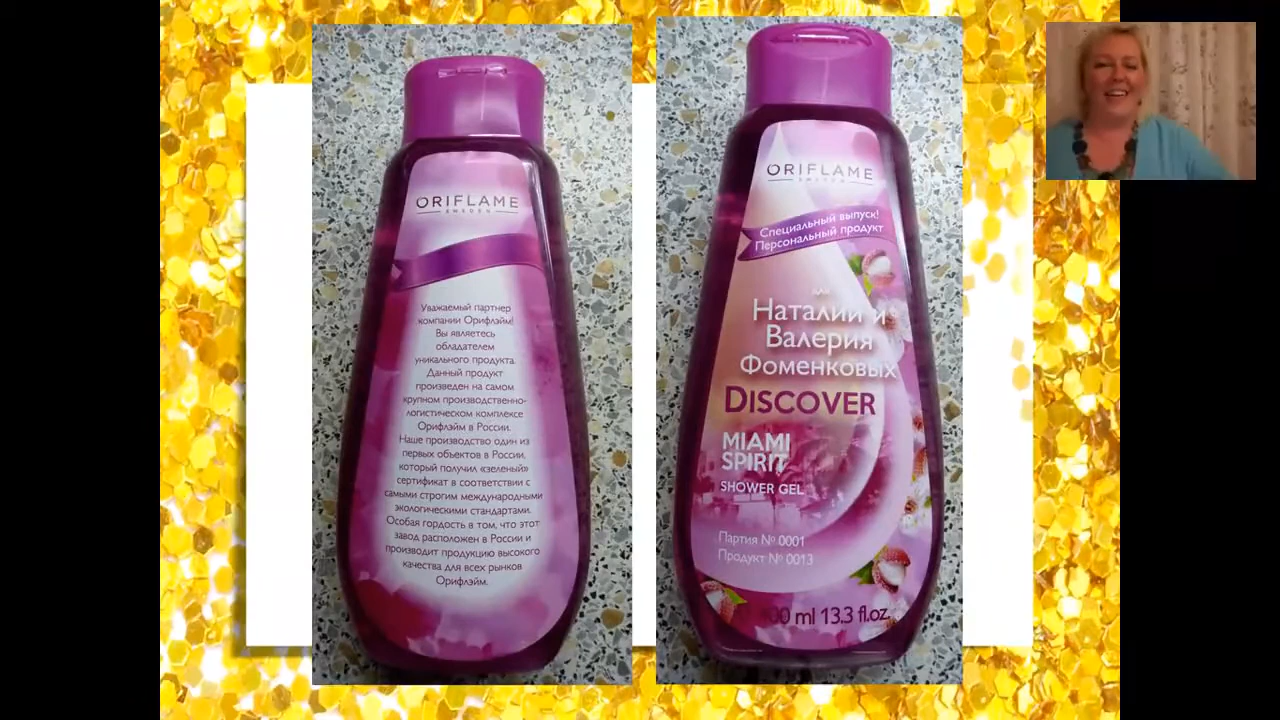 ORIFLAME
SWEDEN
Уважаемый партнер
компании Орифлэйм!
Вы являетесь
обладателем
уникального продукта.
Данный продукт
произведен на самом
крупном производственно-
логистическом комплексе
Орифлэйм в России.
Наше производство один из
первых объектов в России,
который получил «зеленый»
сертификат в соответствии с
самыми строгим международными
экологическими стандартами.
Особая гордость в том, что этот
завод расположен в России и
производит продукцию высокого
качества для всех рынков
Орифлэйм.
ORIFLAME
SWEDEN
Специальный выпуск!
Персональный продукт
для
Наталии и
Валерия
Фоменковых
DISCOVER
MIAMI
SPIRIT
SHOWER GEL
Партия № 0001
Продукт № 0013
ml 13.3 fl.oz.